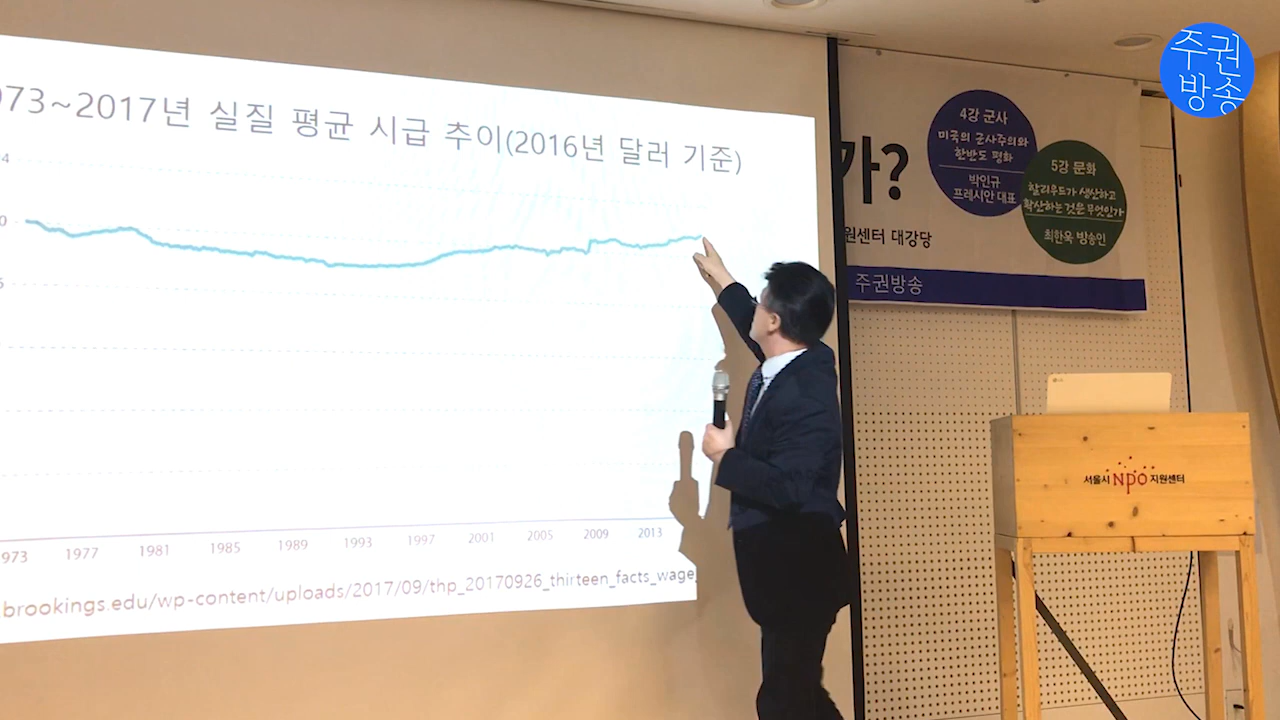 973~2017년 실질 평균 시급 추이(2016년 달러 기준)
4
0
5
973 1977 1981 1985 1989 1993 1997 2001 2005 2009 2013
.brookings.edu/wp-content/uploads/2017/09/thp_20170926_thirteen_facts_wage_
가?
원센터 대강당
주권방송
4강 군사
미국의 군사주의와
한반도 평화
박인규
프레시안 대표
5강 문화
할리우드가 생산하고
확산하는 것은 무엇인가
최한욱 방송인
주권
방송
서울시 npo 지원센터
LG